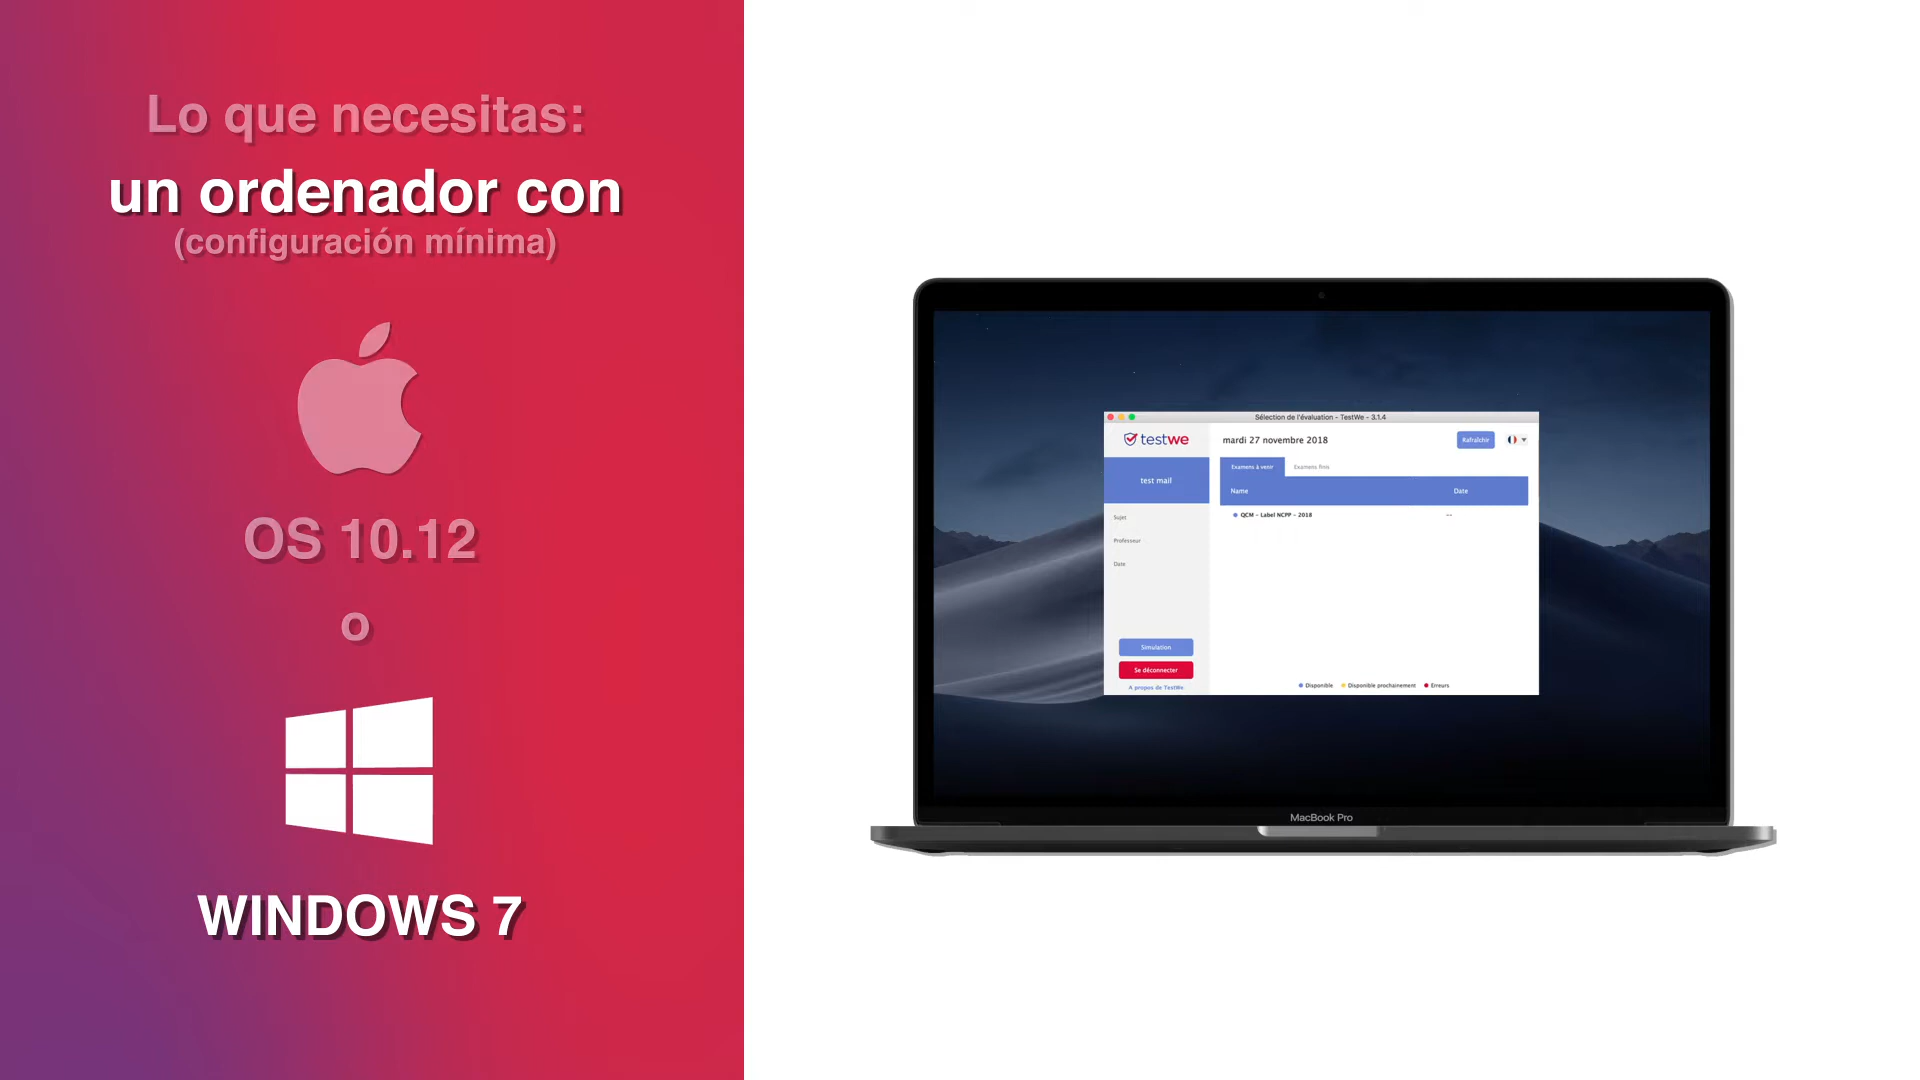 Lo que necesitas:
un ordenador con
(configuración mínima)
OS 10.12
o
WINDOWS 7
Sélection de l'évaluation - TestWe - 3.1.4
testwe
mardi 27 novembre 2018
Rafraîchir
test mail
Examens à venir
Examens finis
Name
Date
QCM - Label NCPP - 2018
--
Sujet
Professeur
Date
Simulation
Se déconnecter
A propos de TestWe
Disponible
Disponible prochainement
Erreurs
MacBook Pro